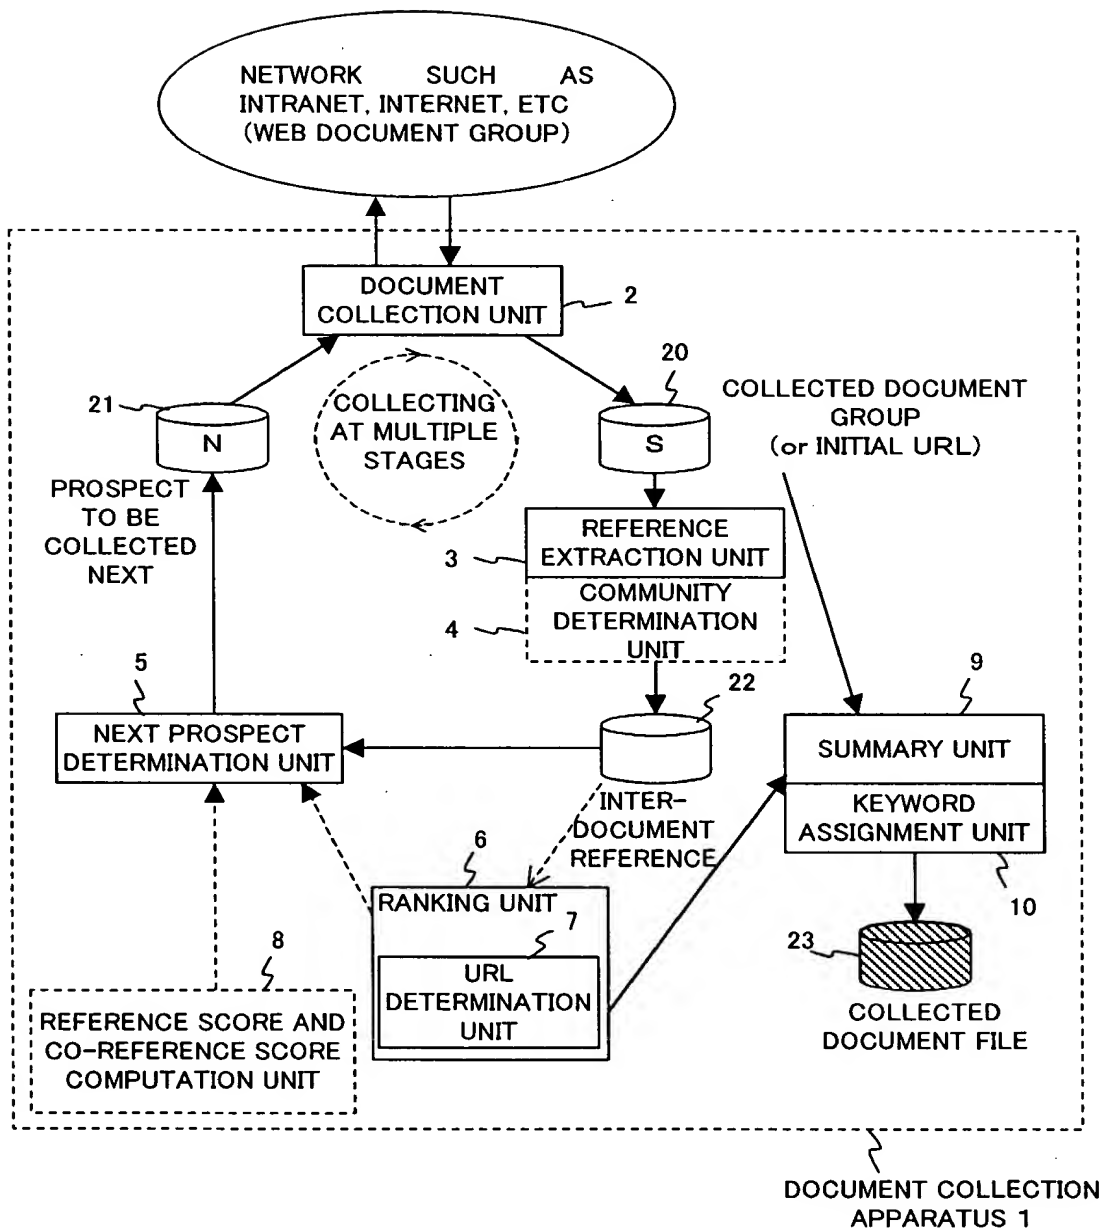 NETWORK SUCH AS
INTRANET, INTERNET, ETC
(WEB DOCUMENT GROUP)
DOCUMENT
COLLECTION UNIT
2
20
21
COLLECTING
AT MULTIPLE
STAGES
COLLECTED DOCUMENT
GROUP
(or INITIAL URL)
N
S
PROSPECT
TO BE
COLLECTED
NEXT
REFERENCE
EXTRACTION UNIT
3
COMMUNITY
DETERMINATION
UNIT
4
5
22
9
NEXT PROSPECT
DETERMINATION UNIT
SUMMARY UNIT
KEYWORD
ASSIGNMENT UNIT
INTER-
DOCUMENT
REFERENCE
6
RANKING UNIT
10
7
URL
DETERMINATION
UNIT
23
8
REFERENCE SCORE AND
CO-REFERENCE SCORE
COMPUTATION UNIT
COLLECTED
DOCUMENT FILE
DOCUMENT COLLECTION
APPARATUS 1